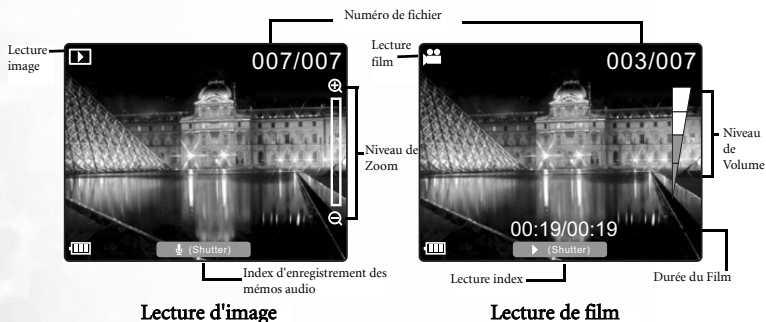 Numéro de fichier
Lecture
image
007/007
Niveau de
Zoom
(Shutter)
Index d'enregistrement des
mémos audio
Lecture d'image
Lecture
film
003/007
Niveau
de
Volume
00:19/00:19
(Shutter)
Lecture index
Durée du Film
Lecture de film